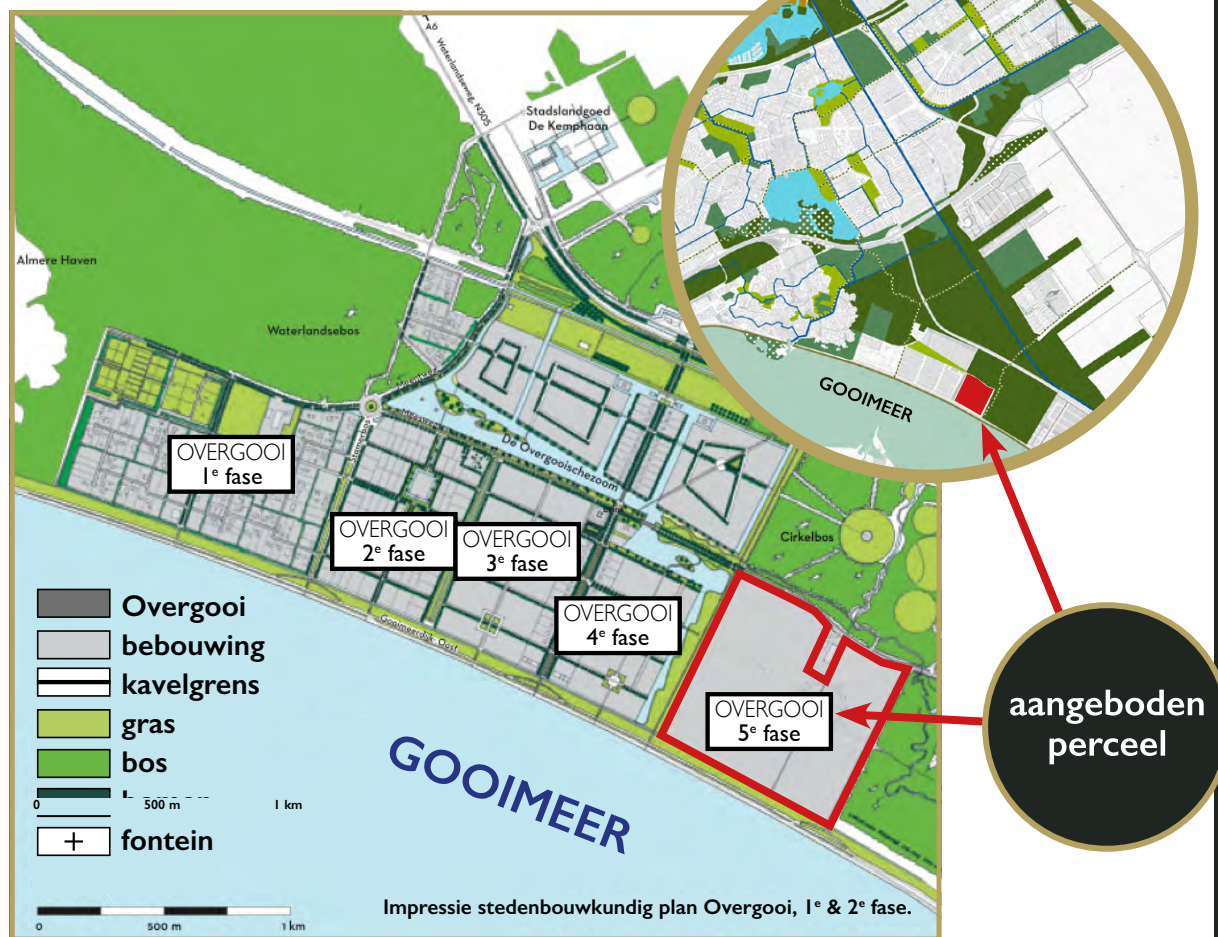 A6
Waterlandseweg, N305
Stadslandgoed
De Kemphaan
Almere Haven
Waterlandsebos
GOOIMEER
De Overgooischezoom
OVERGOOI
1e fase
OVERGOOI
2e fase
OVERGOOI
3e fase
Cirkelbos
OVERGOOI
4e fase
Gooimeerdijk Oost
OVERGOOI
5e fase
aangeboden
perceel
GOOIMEER
Overgooi
bebouwing
kavelgrens
gras
bos
bomen
0 500 m 1 km
fontein
0 500 m 1 km
Impressie stedenbouwkundig plan Overgooi, 1e & 2e fase.